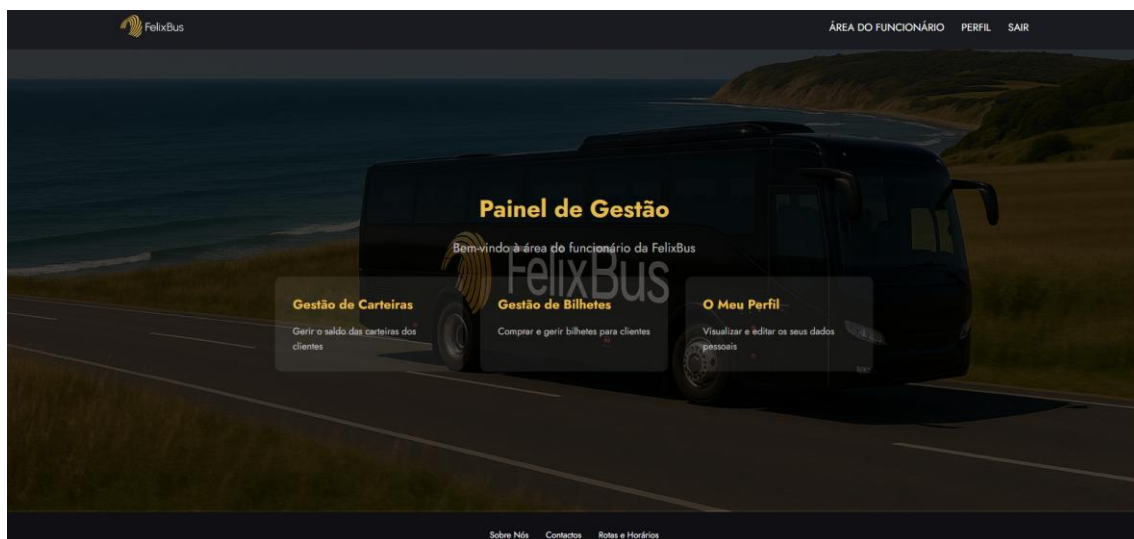 FelixBus
ÁREA DO FUNCIONÁRIO PERFIL SAIR
Painel de Gestão
Bem-vindo à área do funcionário da FelixBus
FelixBus
Gestão de Carteiras
Gerir o saldo das carteiras dos
clientes
Gestão de Bilhetes
Comprar e gerir bilhetes para clientes
O Meu Perfil
Visualizar e editar os seus dados
pessoais
Sobre Nós Contactos Rotas e Horários